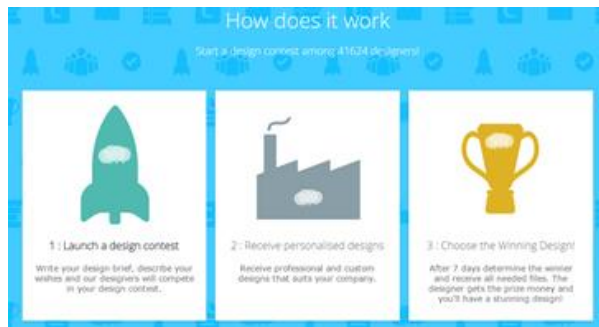 How does it work
Start a design contest among 41624 designers!
1 : Launch a design contest
Write your design brief, describe your
wishes and our designers will compete
in your design contest.
2 : Receive personalised designs
Receive professional and custom
designs that suits your company.
3 : Choose the Winning Design!
After 7 days determine the winner
and receive all needed files. The
designer gets the prize money and
you'll have a stunning design!